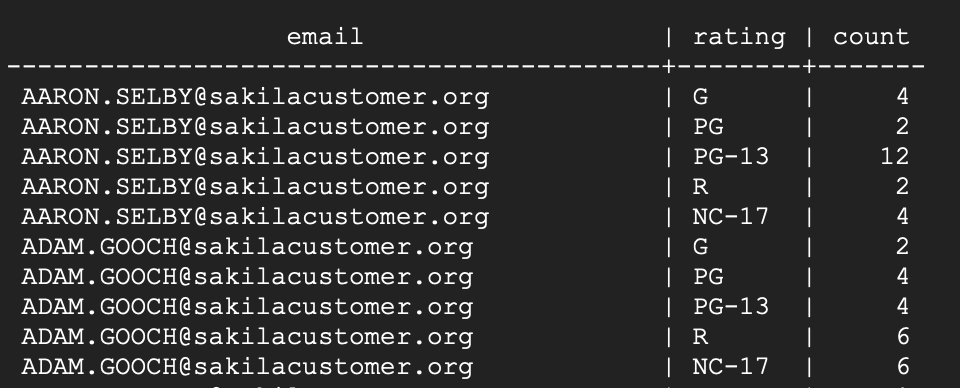 email | rating | count
-----------------------------------------+--------+-------
AARON.SELBY@sakilacustomer.org | G | 4
AARON.SELBY@sakilacustomer.org | PG | 2
AARON.SELBY@sakilacustomer.org | PG-13 | 12
AARON.SELBY@sakilacustomer.org | R | 2
AARON.SELBY@sakilacustomer.org | NC-17 | 4
ADAM.GOOCH@sakilacustomer.org | G | 2
ADAM.GOOCH@sakilacustomer.org | PG | 4
ADAM.GOOCH@sakilacustomer.org | PG-13 | 4
ADAM.GOOCH@sakilacustomer.org | R | 6
ADAM.GOOCH@sakilacustomer.org | NC-17 | 6